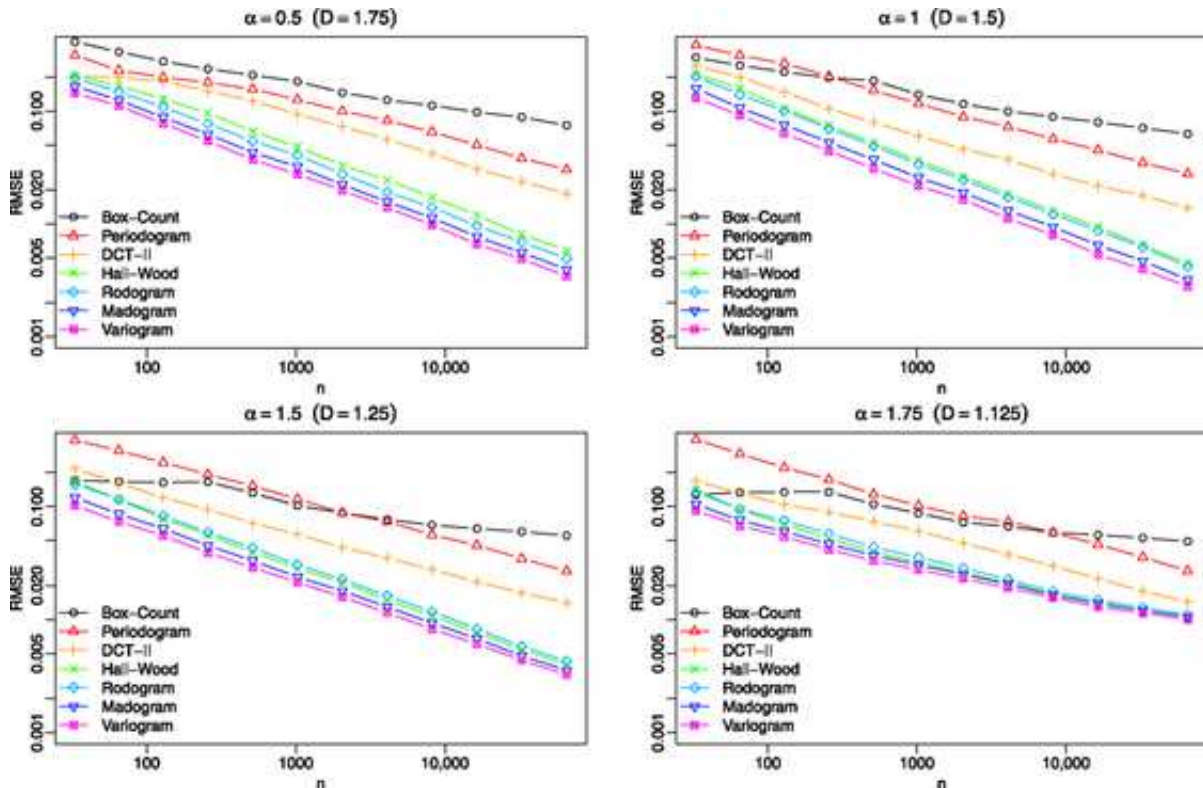 α = 0.5 (D = 1.75)
RMSE
0.100
0.020
0.005
0.001
Box-Count
Periodogram
DCT-II
Hall-Wood
Rodogram
Madogram
Variogram
100
1000
10,000
n
α = 1 (D = 1.5)
RMSE
0.100
0.020
0.005
0.001
Box-Count
Periodogram
DCT-II
Hall-Wood
Rodogram
Madogram
Variogram
100
1000
10,000
n
α = 1.5 (D = 1.25)
RMSE
0.100
0.020
0.005
0.001
Box-Count
Periodogram
DCT-II
Hall-Wood
Rodogram
Madogram
Variogram
100
1000
10,000
n
α = 1.75 (D = 1.125)
RMSE
0.100
0.020
0.005
0.001
Box-Count
Periodogram
DCT-II
Hall-Wood
Rodogram
Madogram
Variogram
100
1000
10,000
n